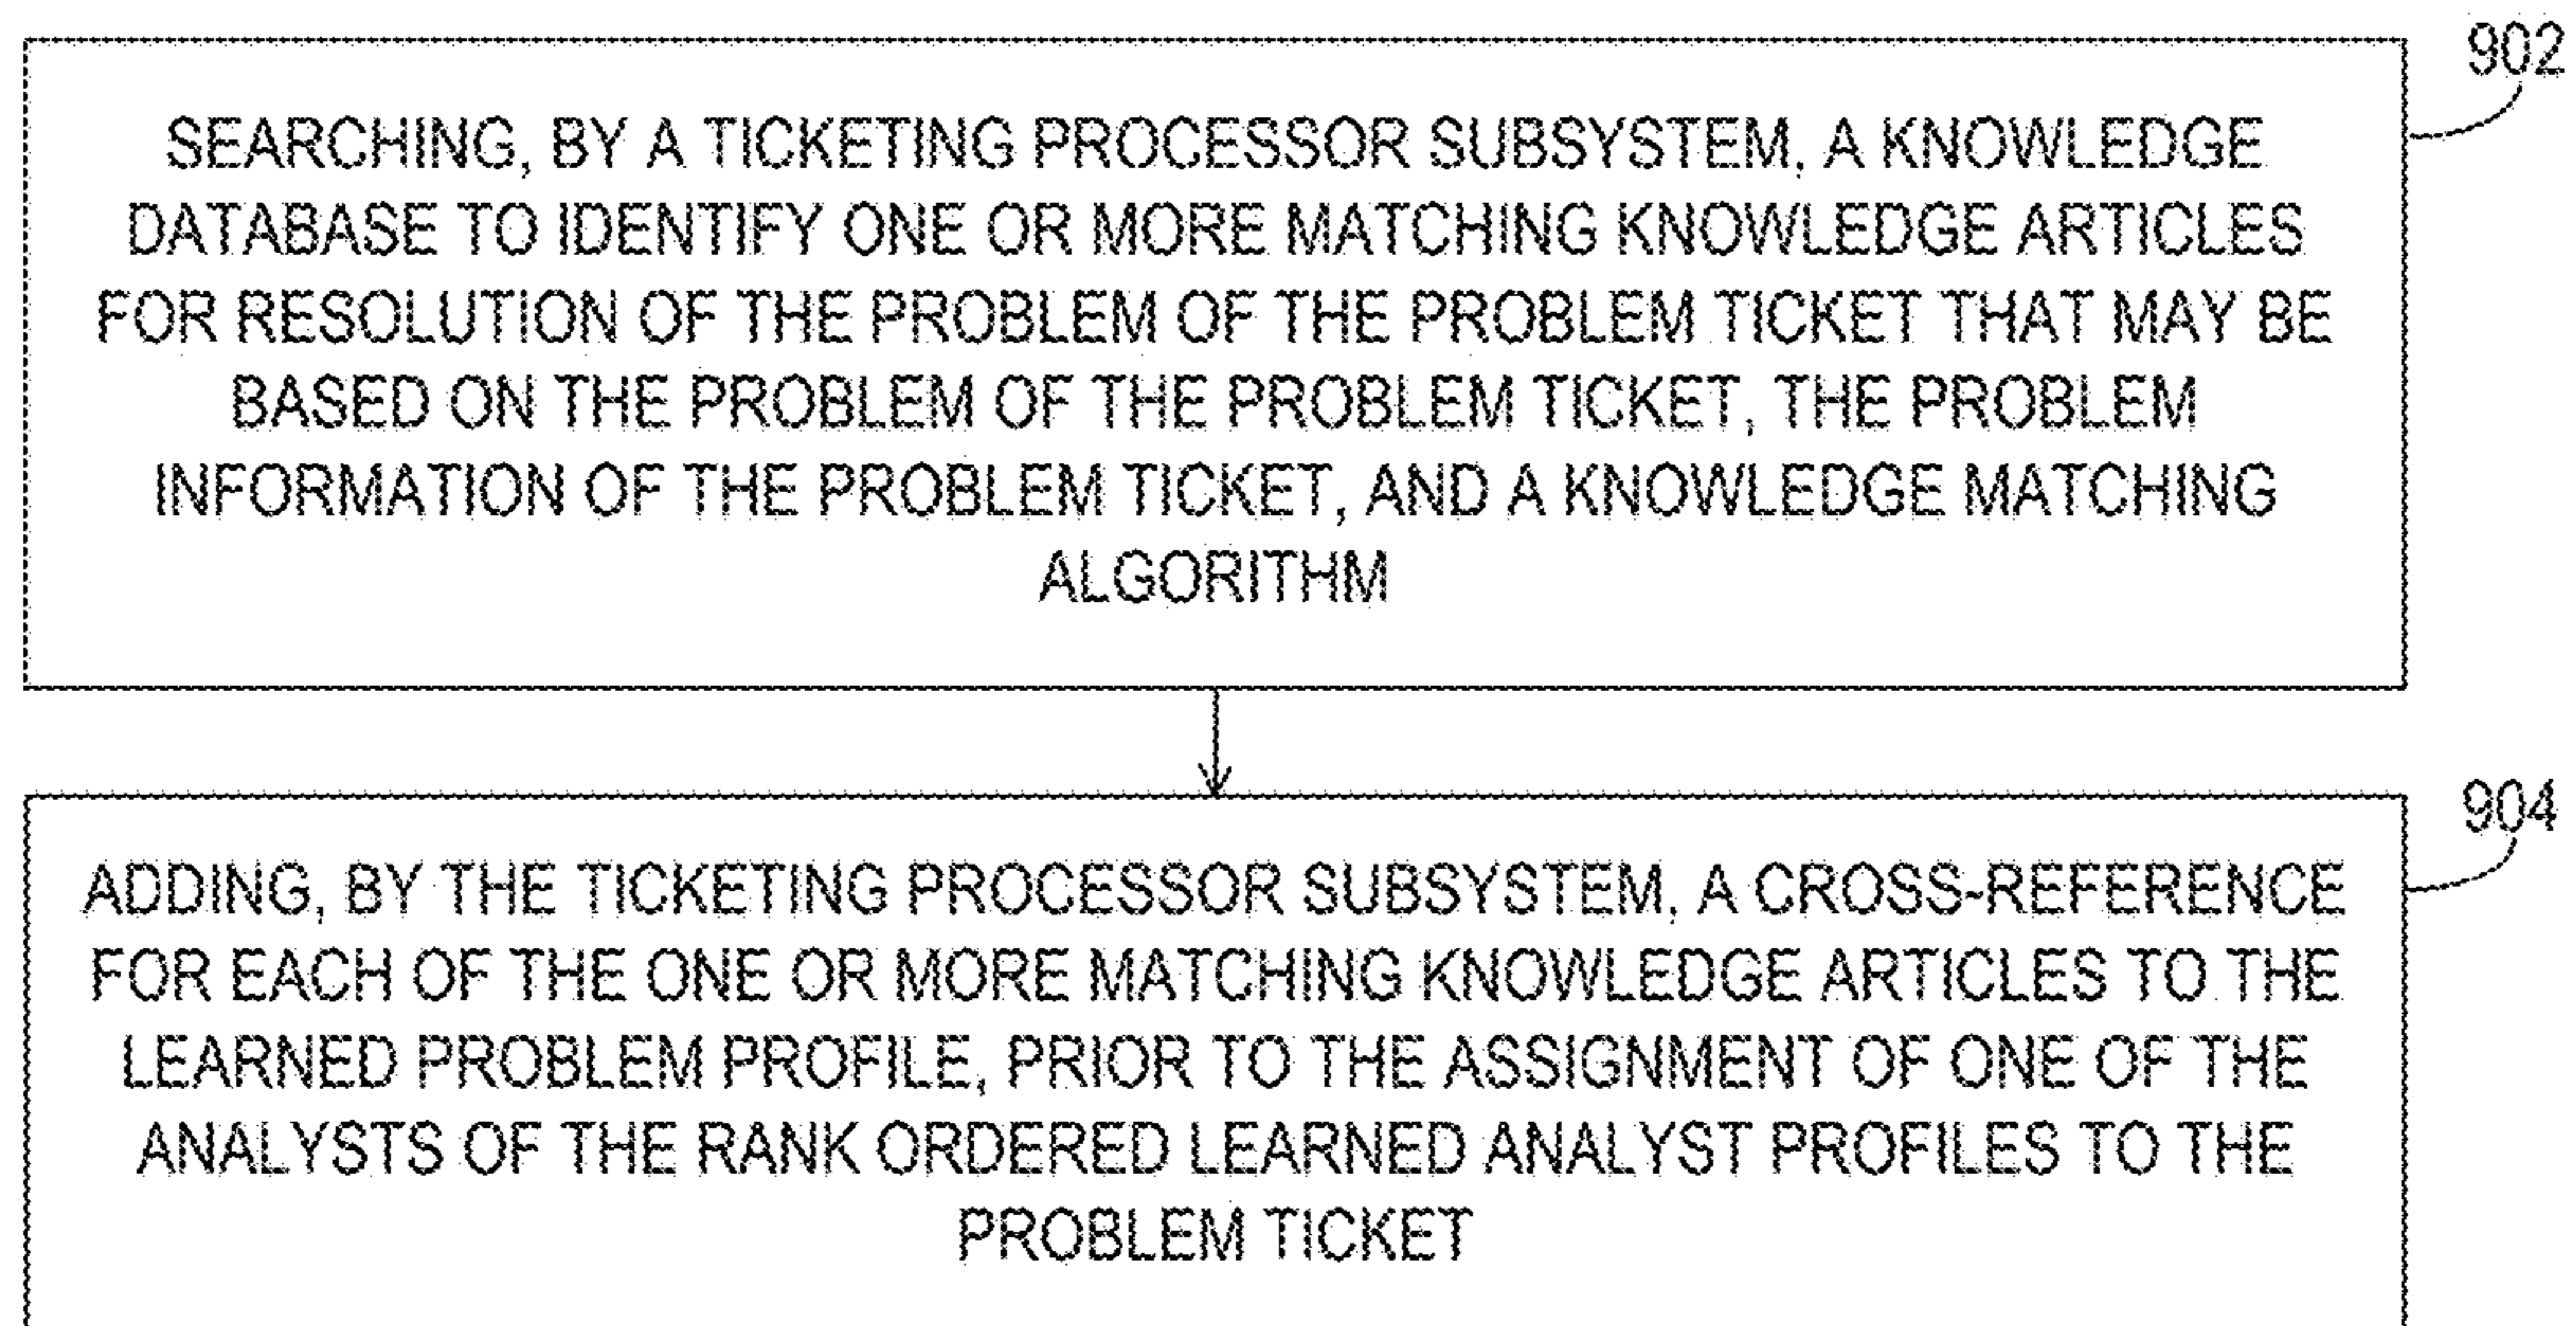 902
SEARCHING, BY A TICKETING PROCESSOR SUBSYSTEM, A KNOWLEDGE
DATABASE TO IDENTIFY ONE OR MORE MATCHING KNOWLEDGE ARTICLES
FOR RESOLUTION OF THE PROBLEM OF THE PROBLEM TICKET THAT MAY BE
BASED ON THE PROBLEM OF THE PROBLEM TICKET, THE PROBLEM
INFORMATION OF THE PROBLEM TICKET, AND A KNOWLEDGE MATCHING
ALGORITHM
904
ADDING, BY THE TICKETING PROCESSOR SUBSYSTEM, A CROSS-REFERENCE
FOR EACH OF THE ONE OR MORE MATCHING KNOWLEDGE ARTICLES TO THE
LEARNED PROBLEM PROFILE, PRIOR TO THE ASSIGNMENT OF ONE OF THE
ANALYSTS OF THE RANK ORDERED LEARNED ANALYST PROFILES TO THE
PROBLEM TICKET